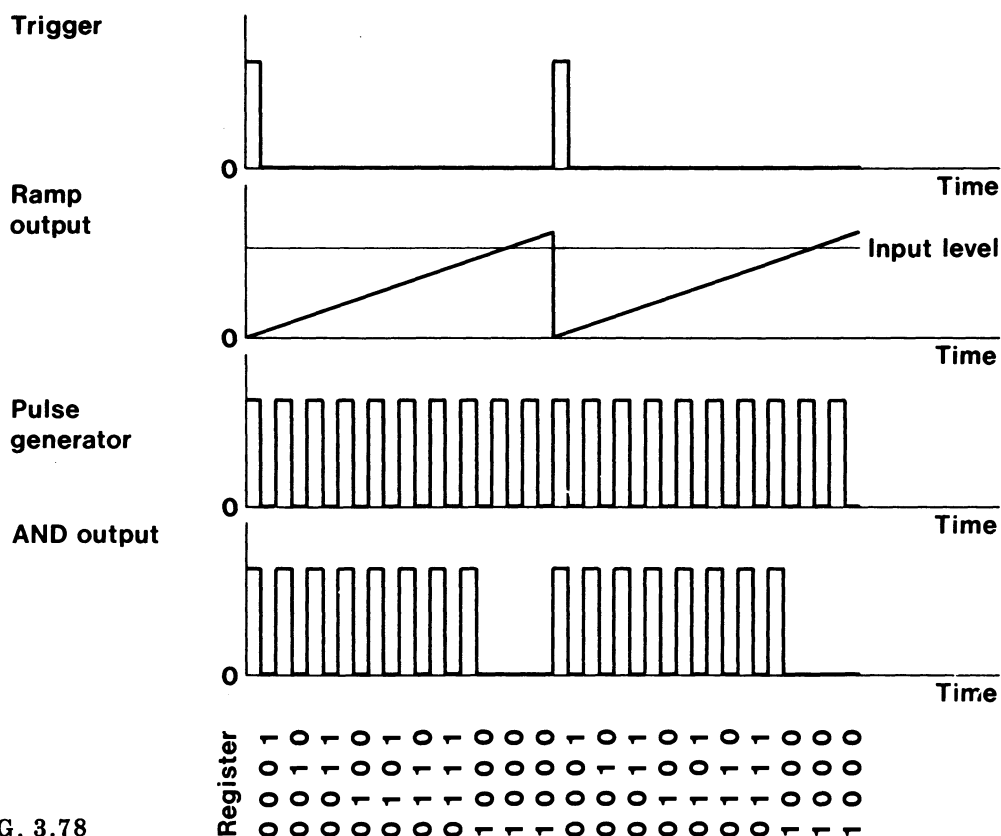 Trigger
0
Time
Ramp
output
Input level
0
Time
Pulse
generator
0
Time
AND output
0
Time
Register
0 0 0 1
0 0 1 0
0 0 1 1
0 1 0 0
0 1 0 1
0 1 1 0
0 1 1 1
1 0 0 0
1 0 0 0
1 0 0 0
0 0 0 1
0 0 1 0
0 0 1 1
0 1 0 0
0 1 0 1
0 1 1 0
0 1 1 1
1 0 0 0
1 0 0 0
1 0 0 0
G. 3.78